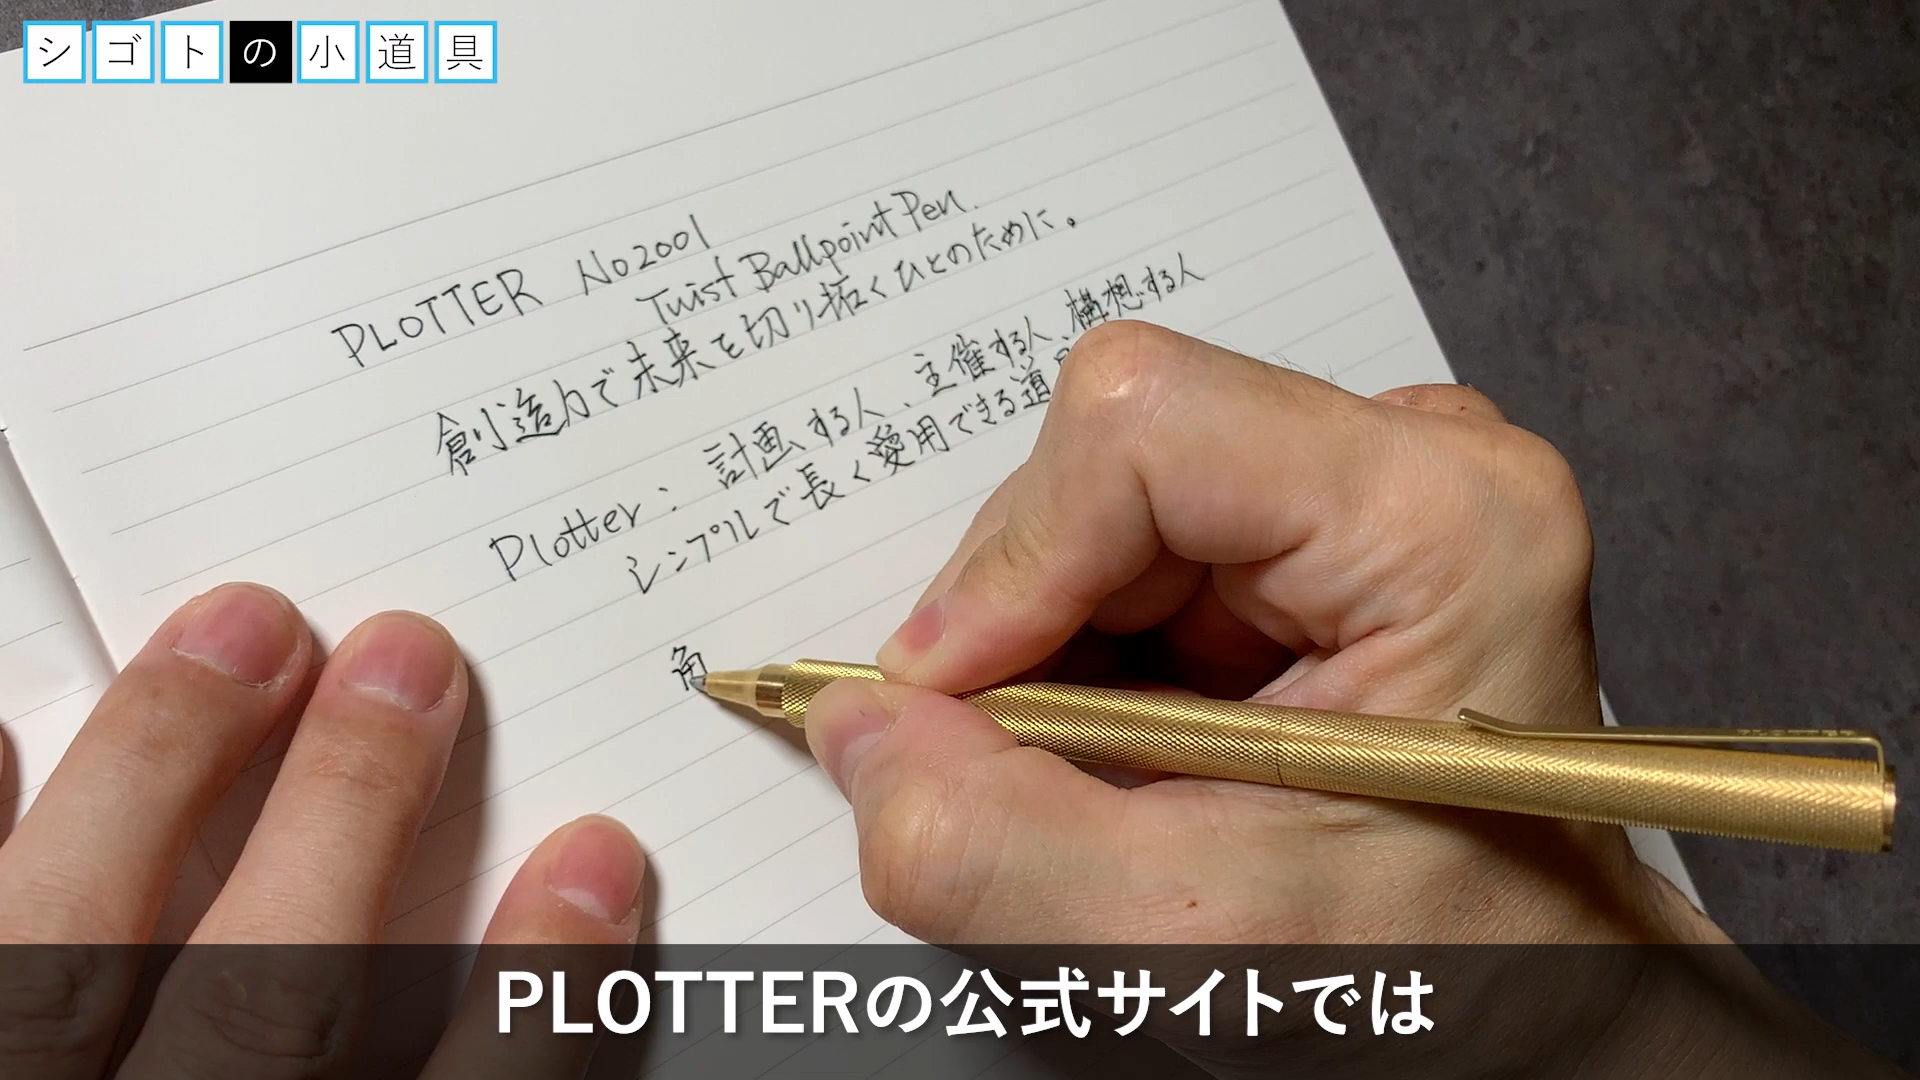 シゴトの小道具
PLOTTER No2001
Twist Ballpoint Pen.
創造力で未来を切り拓くひとのために。
Plotter: 計画する人、主催する人、構想する人
シンプルで長く愛用できる道
角
PLOTTERの公式サイトでは